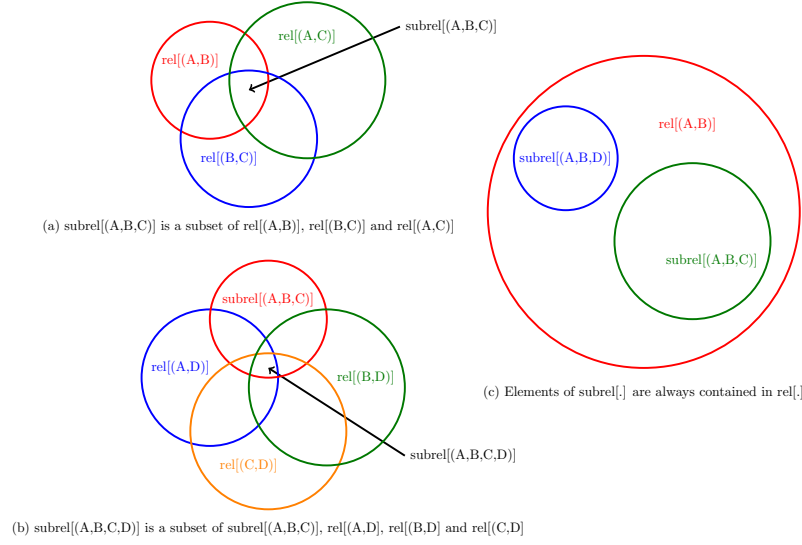 rel[(A,B)]
rel[(A,C)]
subrel[(A,B,C)]
rel[(B,C)]
(a) subrel[(A,B,C)] is a subset of rel[(A,B)], rel[(B,C)] and rel[(A,C)]
subrel[(A,B,C)]
rel[(A,D)]
rel[(B,D)]
rel[(C,D)]
subrel[(A,B,C,D)]
(b) subrel[(A,B,C,D)] is a subset of subrel[(A,B,C)], rel[(A,D], rel[(B,D] and rel[(C,D]
rel[(A,B)]
subrel[(A,B,D)]
subrel[(A,B,C)]
(c) Elements of subrel[.] are always contained in rel[.]